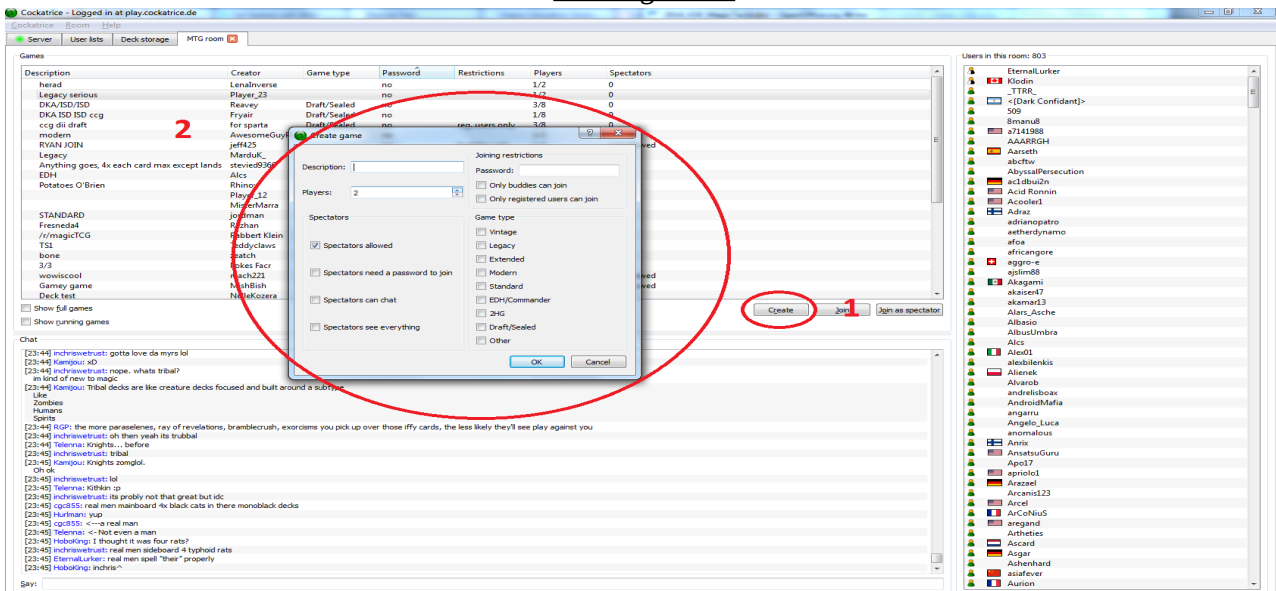 Cockatrice - Logged in at play.cockatrice.de
Cockatrice Room Help
Server User lists Deck storage MTG room
Games
Description Creator Game type Password Restrictions Players Spectators
herad LenaInverse no 1/2 0
Legacy serious Player_23 no 1/2 0
DKA/ISD/ISD Reavey Draft/Sealed no 3/8 0
DKA ISD ISD ccg Fryair Draft/Sealed no 1/8 0
ccg dii draft for sparta Draft/Sealed no reg. users only 3/8 0
modern
RYAN JOIN jeff425
Legacy MarduK_
Anything goes, 4x each card max except lands
EDH Alcs
Potatoes O'Brien Rhinov
Player_12
MisterMarra
STANDARD jordman
Fresneda4
/r/magicTCG Rabbert Klein
TS1 Teddyclaws
bone
3/3 Pokes Facr
wowiscool mach221
Gamey game MishBish
Deck test NelleKozera
2
Create game
Description:
Players: 2
Spectators
Spectators allowed
Spectators need a password to join
Spectators can chat
Spectators see everything
Joining restrictions
Password:
Only buddies can join
Only registered users can join
Game type
Vintage
Legacy
Extended
Modern
Standard
EDH/Commander
2HG
Draft/Sealed
Other
OK Cancel
Show full games
Show running games
Create Join 1 Join as spectator
Chat
[23:44] inchriswetrust: gotta love da myrs lol
[23:44] Kamijou: xD
[23:44] inchriswetrust: nope. whats tribal?
im kind of new to magic
[23:44] Kamijou: Tribal decks are like creature decks focused and built around a subtype
Like
Zombies
Humans
Spirits
[23:44] RGP: the more paraselenes, ray of revelations, bramblecrush, exorcisms you pick up over those iffy cards, the less likely they'll see play against you
[23:44] inchriswetrust: oh then yeah its trubbal
[23:44] Telenna: Knights... before
[23:45] inchriswetrust: tribal
[23:45] Kamijou: Knights zomglol.
Oh ok
[23:45] inchriswetrust: lol
[23:45] Telenna: Kithkin :p
[23:45] inchriswetrust: its probly not that great but idc
[23:45] cgc855: real men mainboard 4x black cats in there monoblack decks
[23:45] Hurlman: yup
[23:45] cgc855: <---a real man
[23:45] Telenna: <- Not even a man
[23:45] HoboKing: I thought it was four rats?
[23:45] inchriswetrust: real men sideboard 4 typhoid rats
[23:45] EternalLurker: real men spell "their" properly
[23:45] HoboKing: inchris^
Say:
Users in this room: 803
EternalLurker
Klodin
_TTRR_
<[Dark Confidant]>
509
8manu8
a7141988
AAARRGH
Aarseth
abcftw
AbyssalPersecution
ac1dbui2n
Acid Ronnin
Acooler1
Adraz
adrianopatro
aetherdynamo
afoa
africangore
aggro-e
ajslim88
Akagami
akaiser47
akamar13
Alars_Asche
Albasio
AlbusUmbra
Alcs
Alex01
alexbilenkis
Alienek
Alvarob
andrelisboax
AndroidMafia
angarru
Angelo_Luca
anomalous
Anrix
AnsatsuGuru
Apo17
apriolo1
Arazael
Arcanis123
Arcel
ArCoNiuS
aregand
Artheties
Ascard
Asgar
Ashenhard
asiafever
Aurion